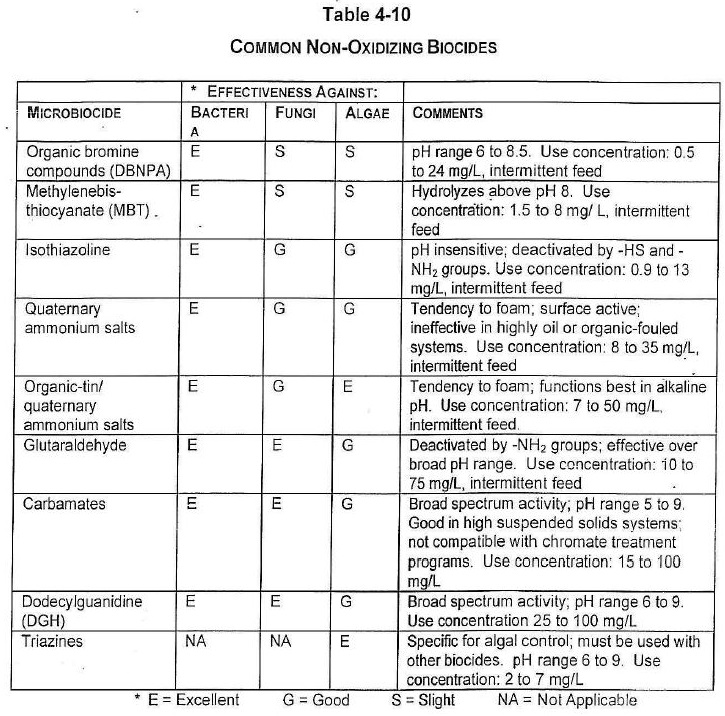 Table 4-10
COMMON NON-OXIDIZING BIOCIDES
* EFFECTIVENESS AGAINST:
MICROBIOCIDE BACTERI A FUNGI ALGAE COMMENTS
Organic bromine compounds (DBNPA) E S S pH range 6 to 8.5. Use concentration: 0.5
to 24 mg/L, intermittent feed
Methylenebis-thiocyanate (MBT) . E S S Hydrolyzes above pH 8. Use
concentration: 1.5 to 8 mg/ L, intermittent
feed
Isothiazoline E G G pH insensitive; deactivated by -HS and -
NH₂ groups. Use concentration: 0.9 to 13
mg/L, intermittent feed
Quaternary E G G Tendency to foam; surface active;
ammonium salts ineffective in highly oil or organic-fouled
systems. Use concentration: 8 to 35 mg/L,
intermittent feed
Organic-tin/ E G E Tendency to foam; functions best in alkaline
quaternary pH. Use concentration: 7 to 50 mg/L,
ammonium salts intermittent feed.
Glutaraldehyde E E G Deactivated by -NH₂ groups; effective over
broad pH range. Use concentration: 10 to
75 mg/L, intermittent feed
Carbamates E E G Broad spectrum activity; pH range 5 to 9.
Good in high suspended solids systems;
not compatible with chromate treatment
programs. Use concentration: 15 to 100
mg/L
Dodecylguanidine E E G Broad spectrum activity; pH range 6 to 9.
(DGH) Use concentration 25 to 100 mg/L
Triazines NA NA E Specific for algal control; must be used with
other biocides. pH range 6 to 9. Use
concentration: 2 to 7 mg/L
* E = Excellent G = Good S = Slight NA = Not Applicable